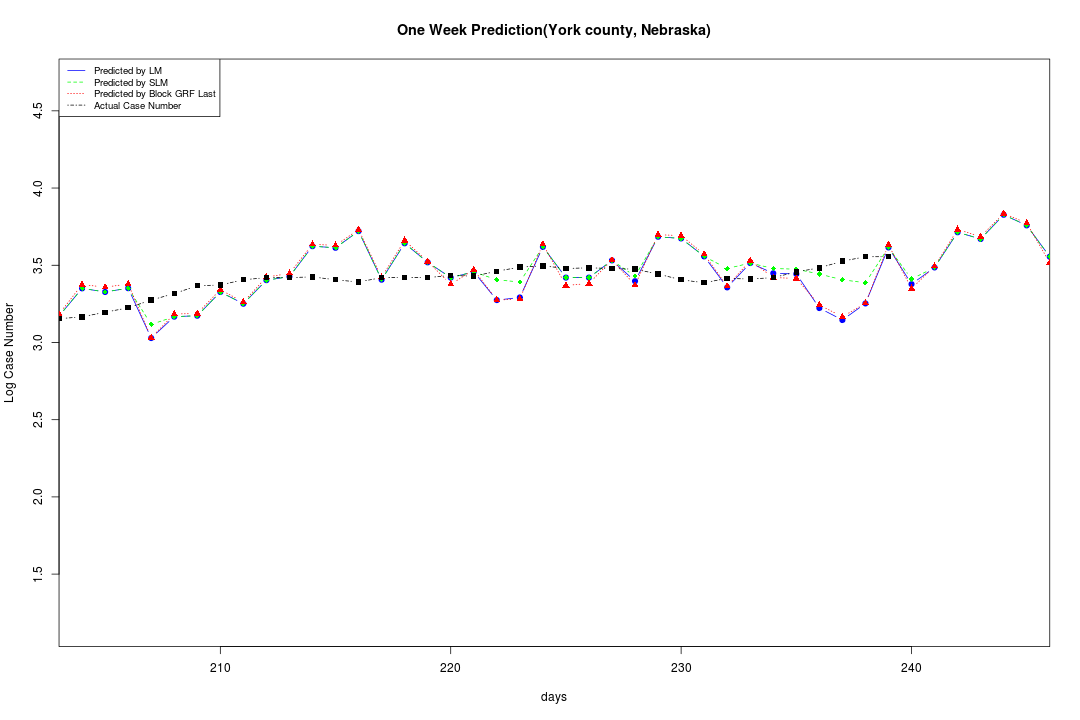 One Week Prediction(York county, Nebraska)
Predicted by LM
Predicted by SLM
Predicted by Block GRF Last
Actual Case Number
4.5
4.0
3.5
3.0
2.5
2.0
1.5
Log Case Number
210 220 230 240
days